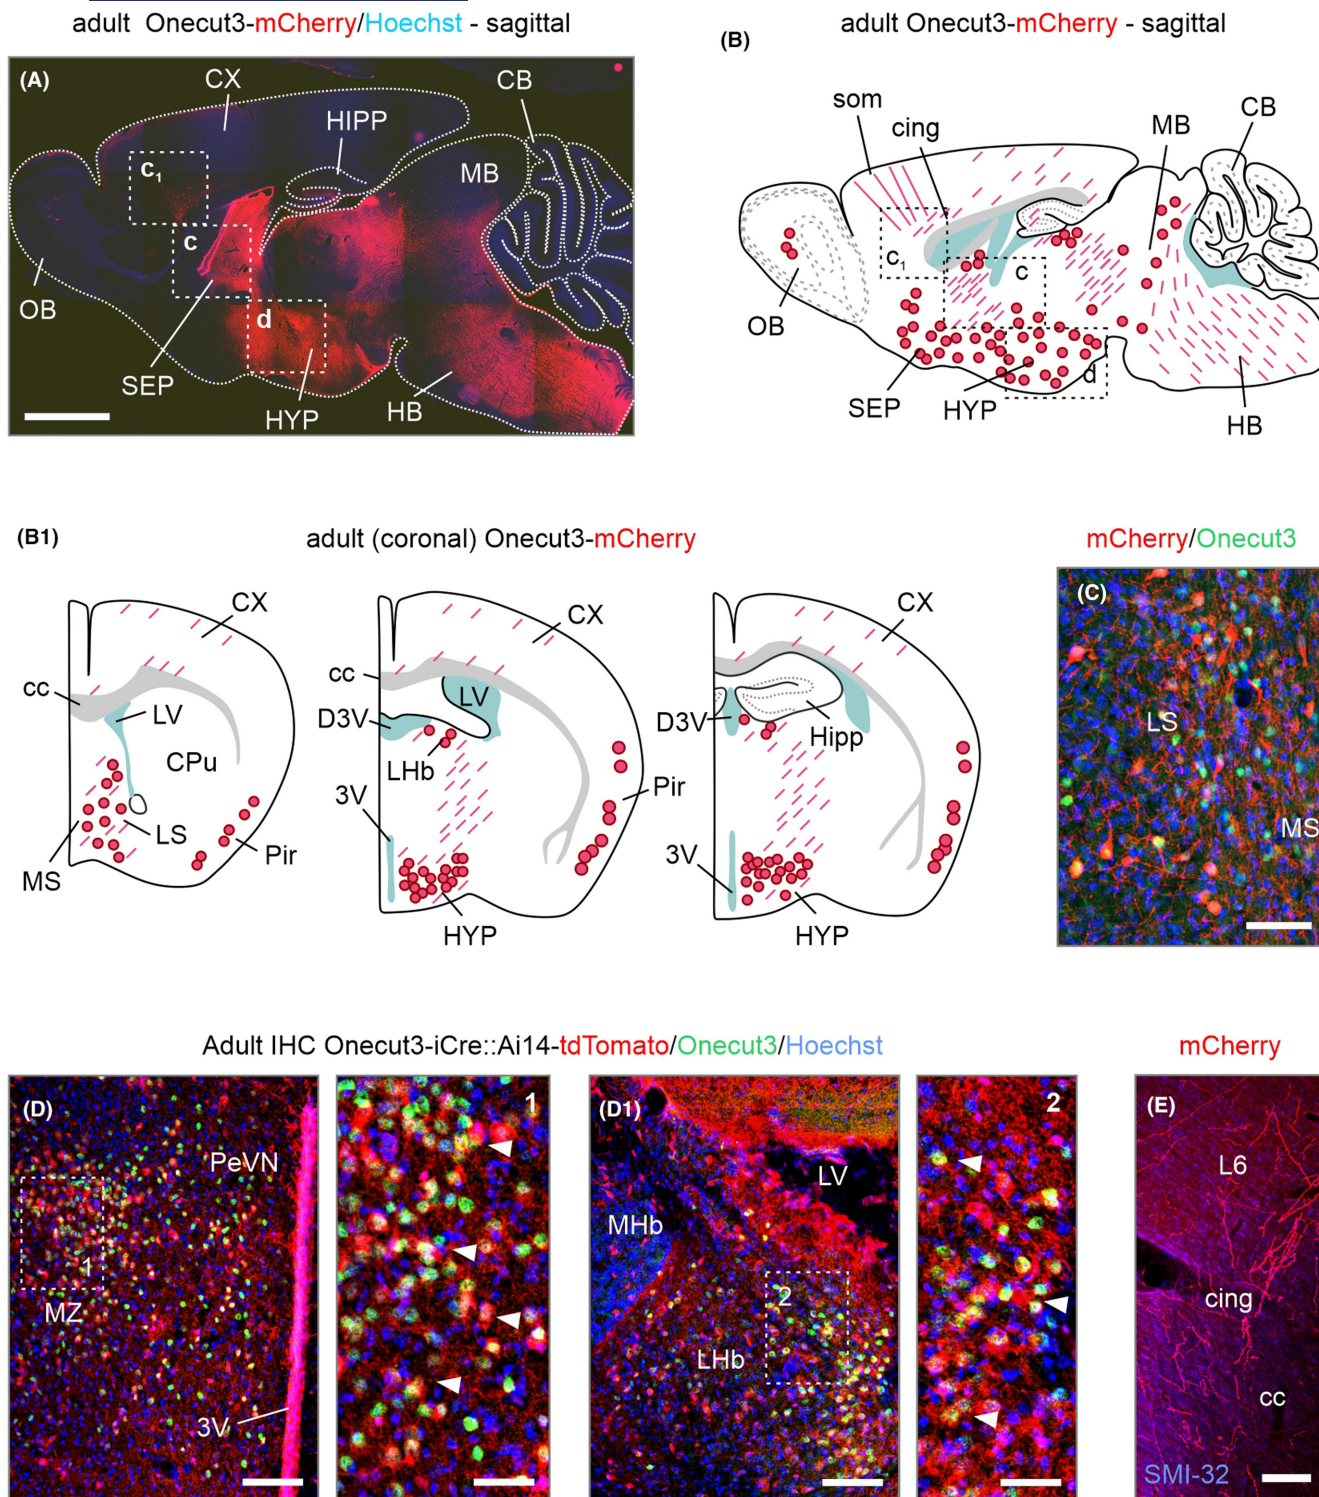 adult Onecut3-mCherry/Hoechst - sagittal
(A)
CX
CB
HIPP
MB
c1
c
d
OB
SEP
HYP
HB
(B)
adult Onecut3-mCherry - sagittal
som
cing
MB
CB
c1
c
OB
d
SEP
HYP
HB
(B1)
adult (coronal) Onecut3-mCherry
CX
cc
LV
CPu
LS
MS
Pir
CX
cc
LV
D3V
LHb
3V
Pir
HYP
CX
D3V
Hipp
3V
HYP
mCherry/Onecut3
(C)
LS
MS
Adult IHC Onecut3-iCre::Ai14-tdTomato/Onecut3/Hoechst
(D)
PeVN
1
MZ
3V
1
(D1)
LV
MHb
2
LHb
2
mCherry
(E)
L6
cing
cc
SMI-32